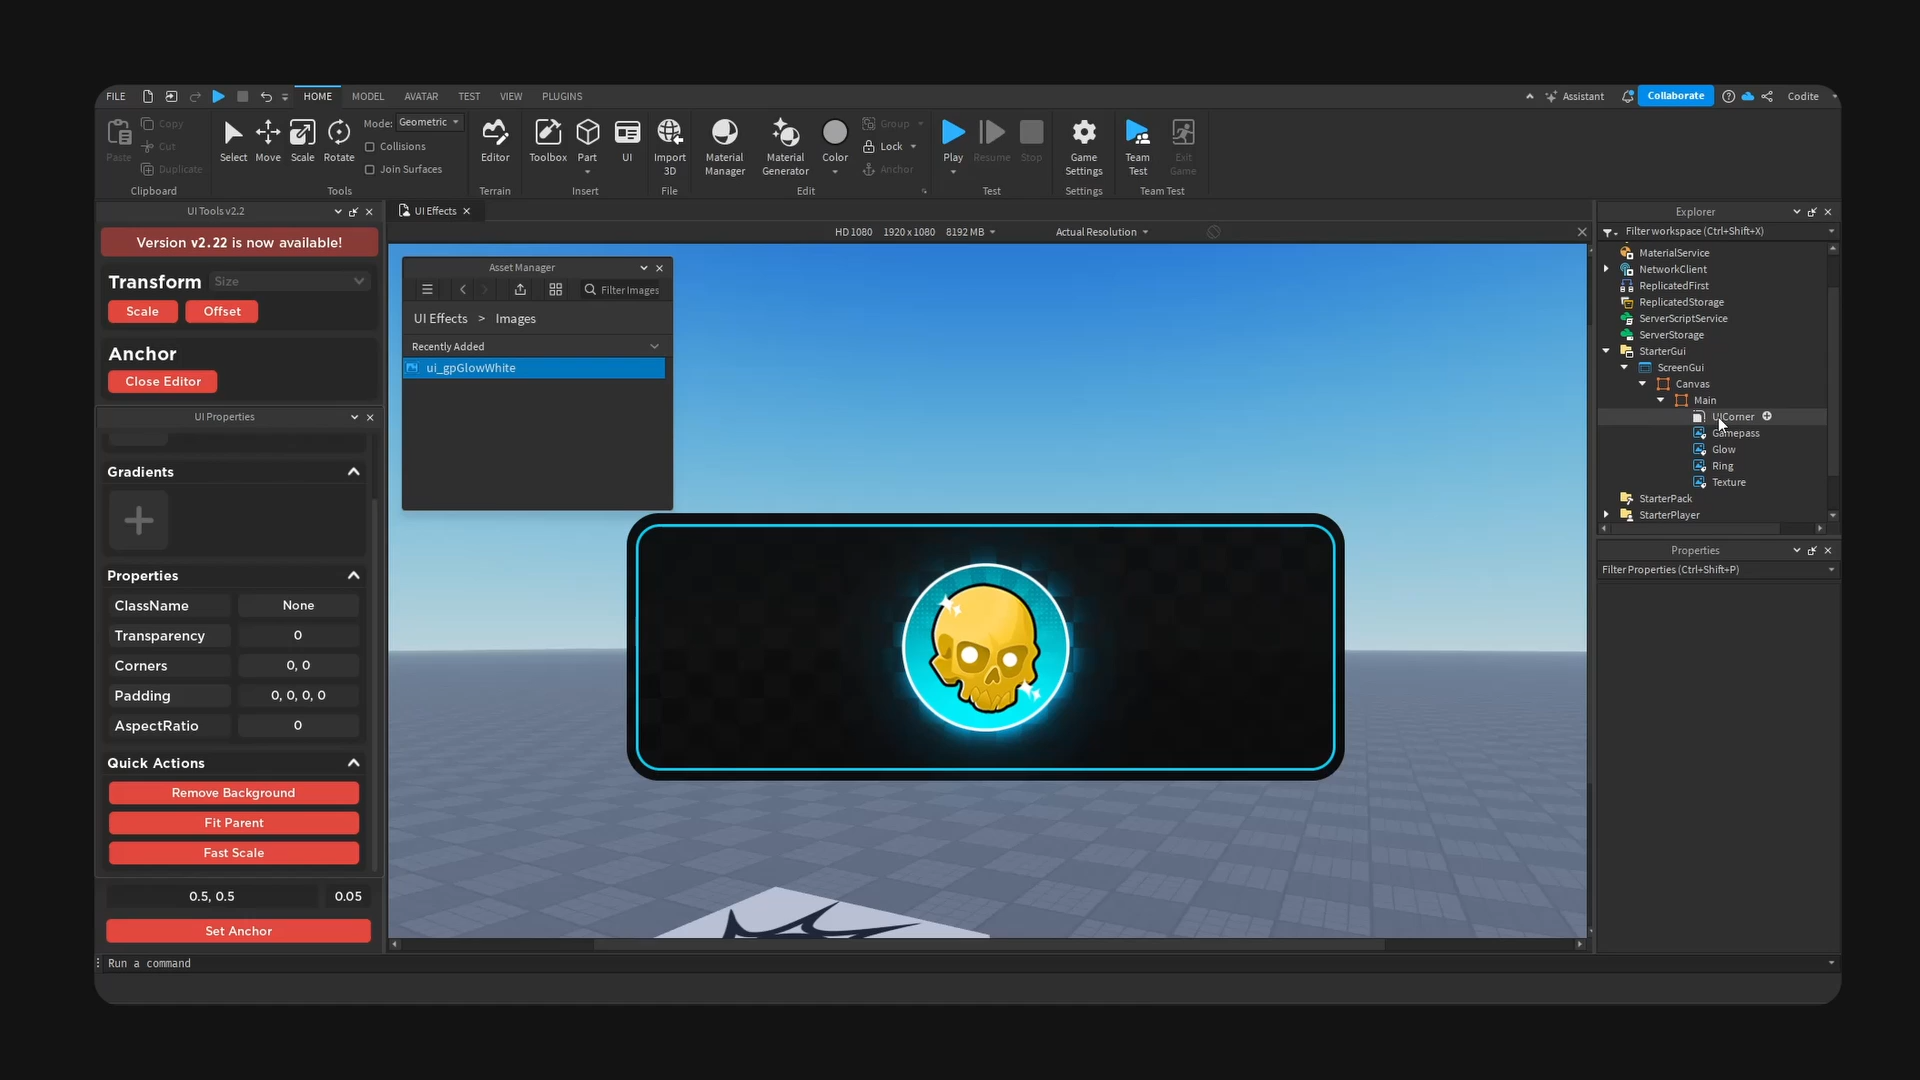 FILE
HOME
MODEL
AVATAR
TEST
VIEW
PLUGINS
Assistant
Collaborate
Codite
Paste
Copy
Cut
Duplicate
Clipboard
Select
Move
Scale
Rotate
Mode: Geometric
Collisions
Join Surfaces
Tools
Editor
Terrain
Toolbox
Part
UI
Insert
Import
3D
File
Material
Manager
Material
Generator
Color
Group
Lock
Anchor
Edit
Play
Resume
Stop
Test
Game
Settings
Settings
Team
Test
Exit
Game
Team Test
UI Tools v2.2
Version v2.22 is now available!
Transform
Size
Scale
Offset
Anchor
Close Editor
UI Properties
Gradients
Properties
ClassName
None
Transparency
0
Corners
0, 0
Padding
0, 0, 0, 0
AspectRatio
0
Quick Actions
Remove Background
Fit Parent
Fast Scale
0.5, 0.5
0.05
Set Anchor
Run a command
UI Effects
HD 1080
1920 x 1080
8192 MB
Actual Resolution
Asset Manager
Filter Images
UI Effects > Images
Recently Added
ui_gpGlowWhite
Explorer
Filter workspace (Ctrl+Shift+X)
MaterialService
NetworkClient
ReplicatedFirst
ReplicatedStorage
ServerScriptService
ServerStorage
StarterGui
ScreenGui
Canvas
Main
UICorner
Gamepass
Glow
Ring
Texture
StarterPack
StarterPlayer
Properties
Filter Properties (Ctrl+Shift+P)